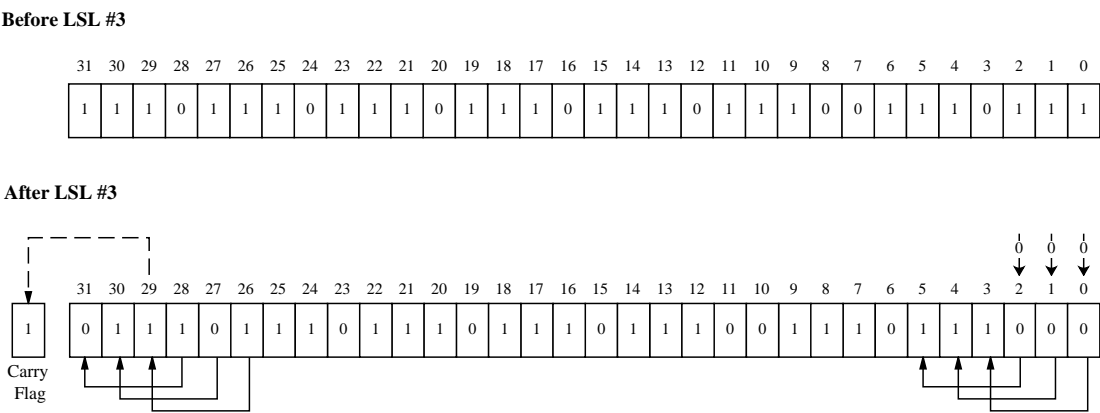 Before LSL #3
31 30 29 28 27 26 25 24 23 22 21 20 19 18 17 16 15 14 13 12 11 10 9 8 7 6 5 4 3 2 1 0
1 1 1 0 1 1 1 0 1 1 1 0 1 1 1 0 1 1 1 0 1 1 1 0 0 1 1 1 0 1 1 1
After LSL #3
0 0 0
31 30 29 28 27 26 25 24 23 22 21 20 19 18 17 16 15 14 13 12 11 10 9 8 7 6 5 4 3 2 1 0
1 0 1 1 1 0 1 1 1 0 1 1 1 0 1 1 1 0 1 1 1 0 0 1 1 1 0 1 1 1 0 0 0
Carry
Flag